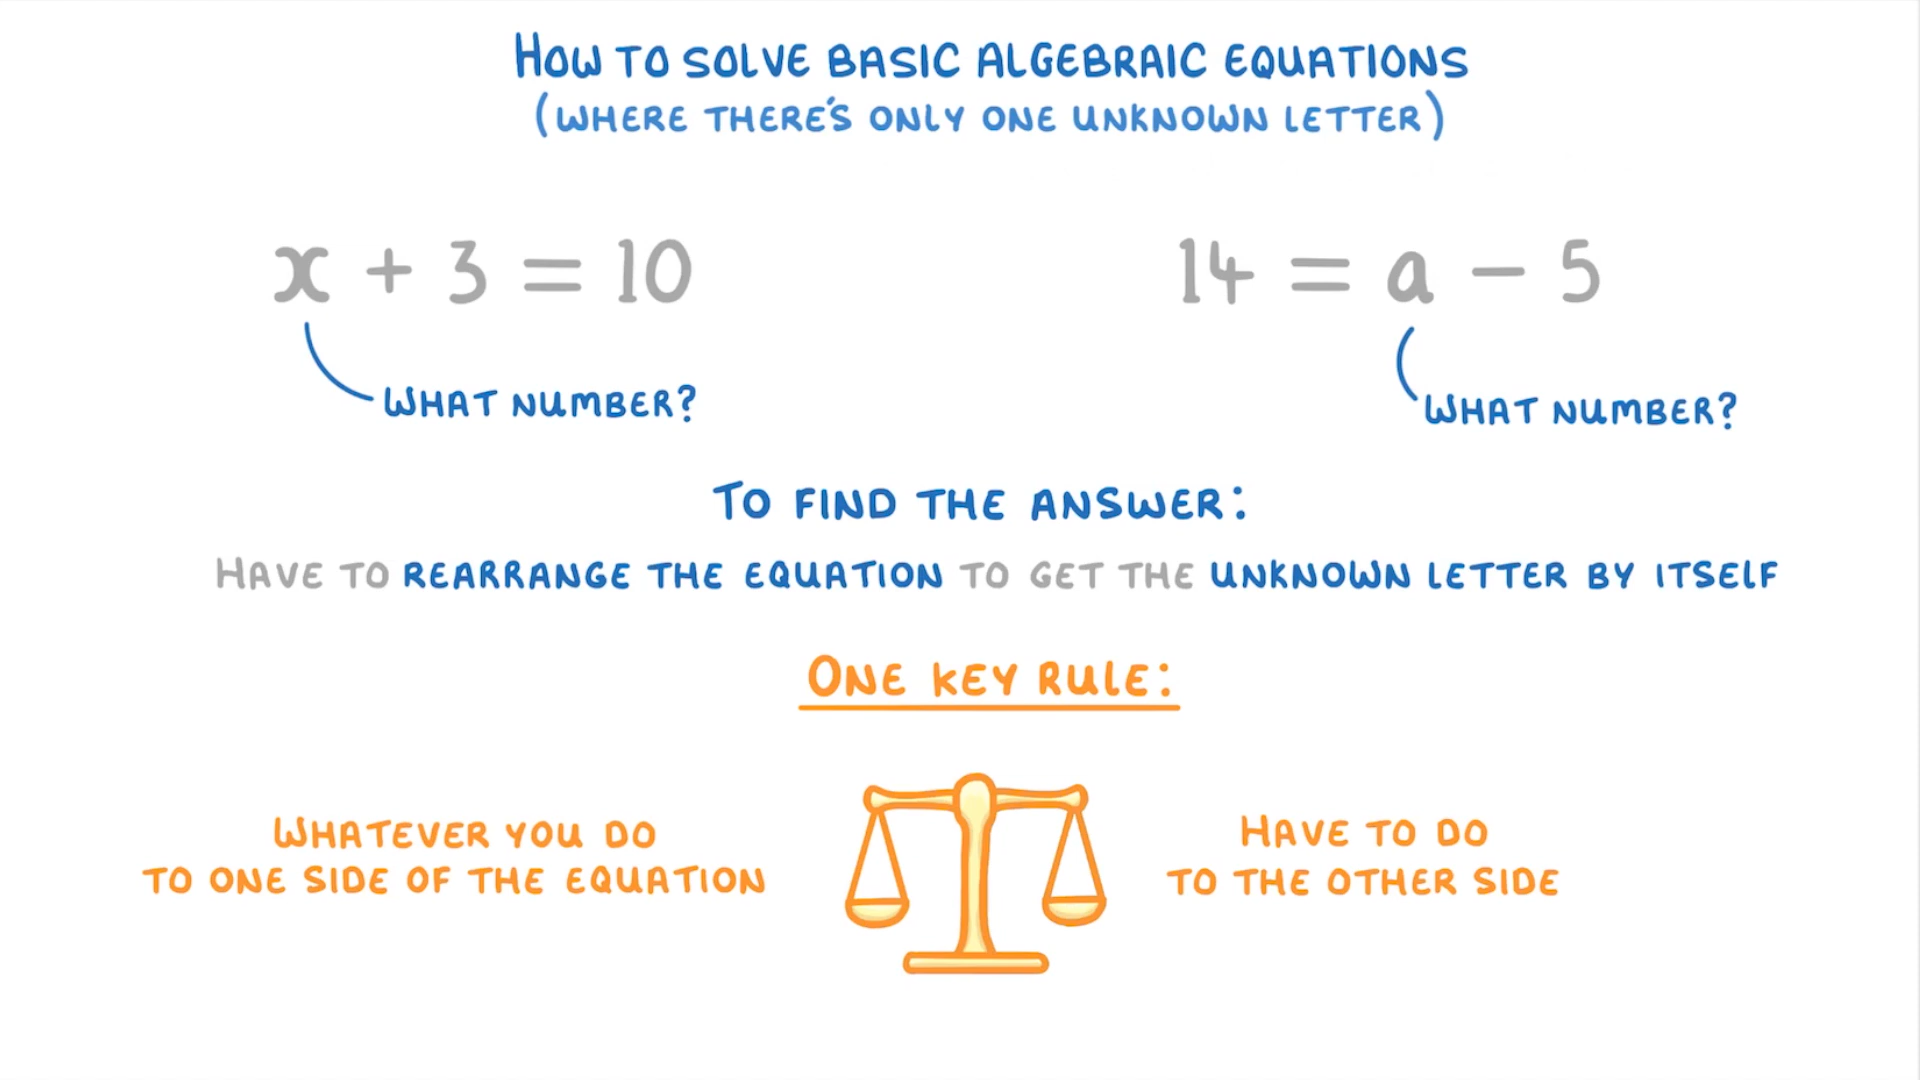 HOW TO SOLVE BASIC ALGEBRAIC EQUATIONS
(WHERE THERE'S ONLY ONE UNKNOWN LETTER)
x + 3 = 10
14 = a − 5
WHAT NUMBER?
WHAT NUMBER?
TO FIND THE ANSWER:
HAVE TO REARRANGE THE EQUATION TO GET THE UNKNOWN LETTER BY ITSELF
ONE KEY RULE:
WHATEVER YOU DO
TO ONE SIDE OF THE EQUATION
HAVE TO DO
TO THE OTHER SIDE